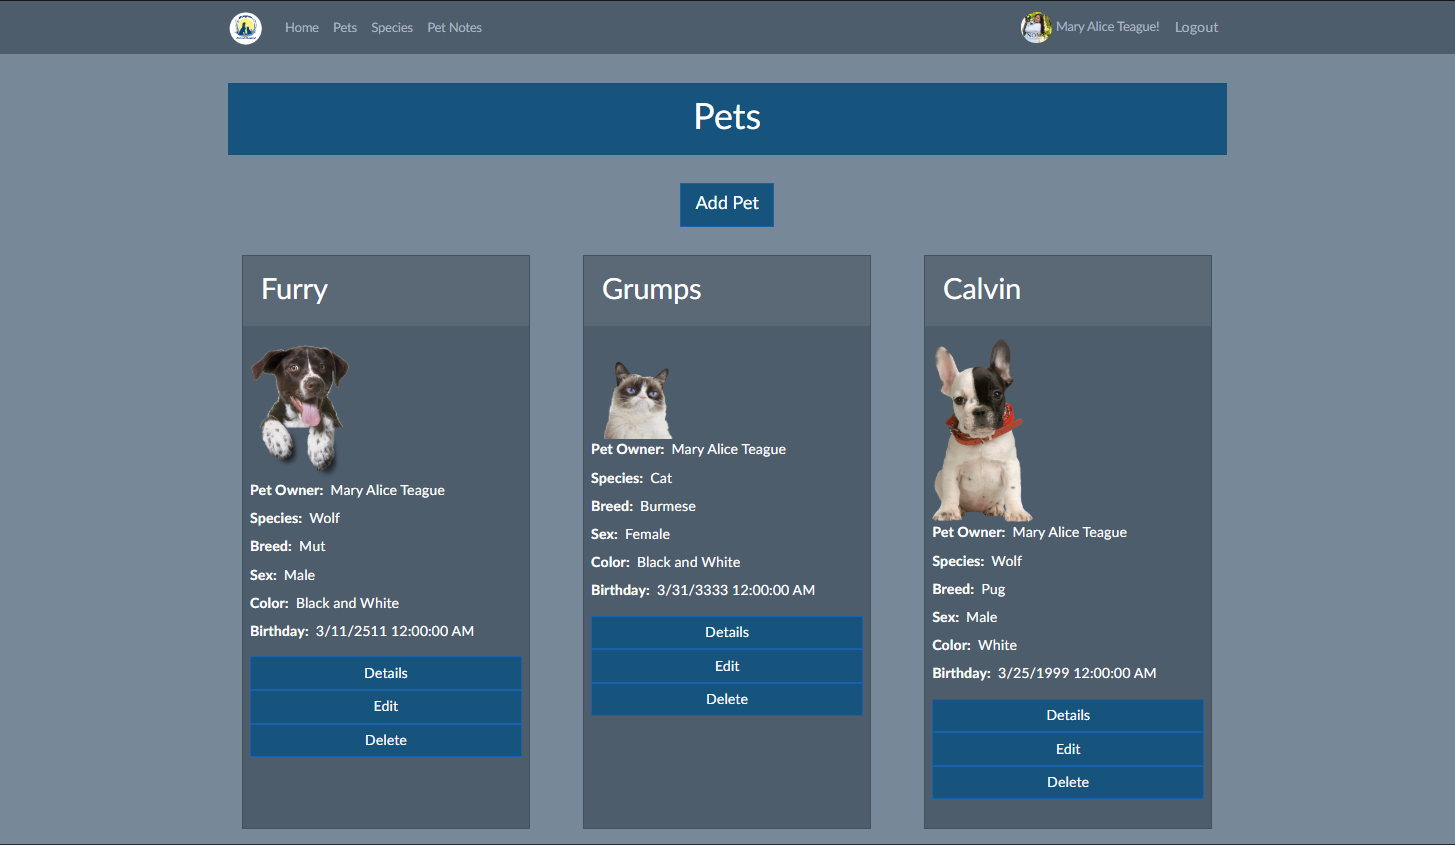 Home Pets Species Pet Notes Mary Alice Teague! Logout
Pets
Add Pet
Furry
Pet Owner: Mary Alice Teague
Species: Wolf
Breed: Mut
Sex: Male
Color: Black and White
Birthday: 3/11/2511 12:00:00 AM
Details
Edit
Delete
Grumps
Pet Owner: Mary Alice Teague
Species: Cat
Breed: Burmese
Sex: Female
Color: Black and White
Birthday: 3/31/3333 12:00:00 AM
Details
Edit
Delete
Calvin
Pet Owner: Mary Alice Teague
Species: Wolf
Breed: Pug
Sex: Male
Color: White
Birthday: 3/25/1999 12:00:00 AM
Details
Edit
Delete